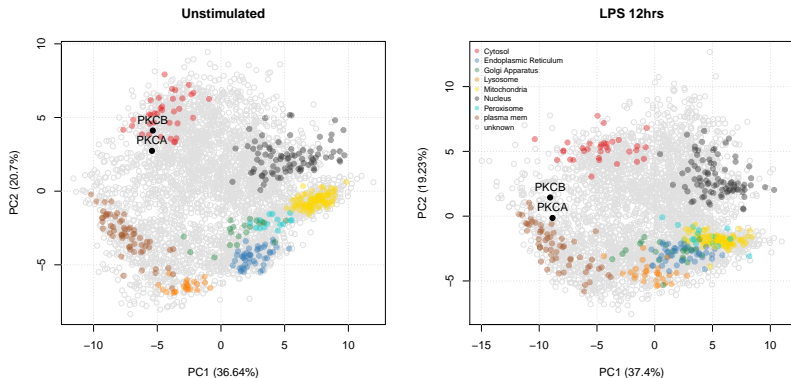 Unstimulated
PC2 (20.7%)
10
5
0
−5
PKCB
PKCA
−10
−5
0
5
10
PC1 (36.64%)
LPS 12hrs
PC2 (19.23%)
10
5
0
−5
Cytosol
Endoplasmic Reticulum
Golgi Apparatus
Lysosome
Mitochondria
Nucleus
Peroxisome
plasma mem
unknown
PKCB
PKCA
−15
−10
−5
0
5
10
PC1 (37.4%)